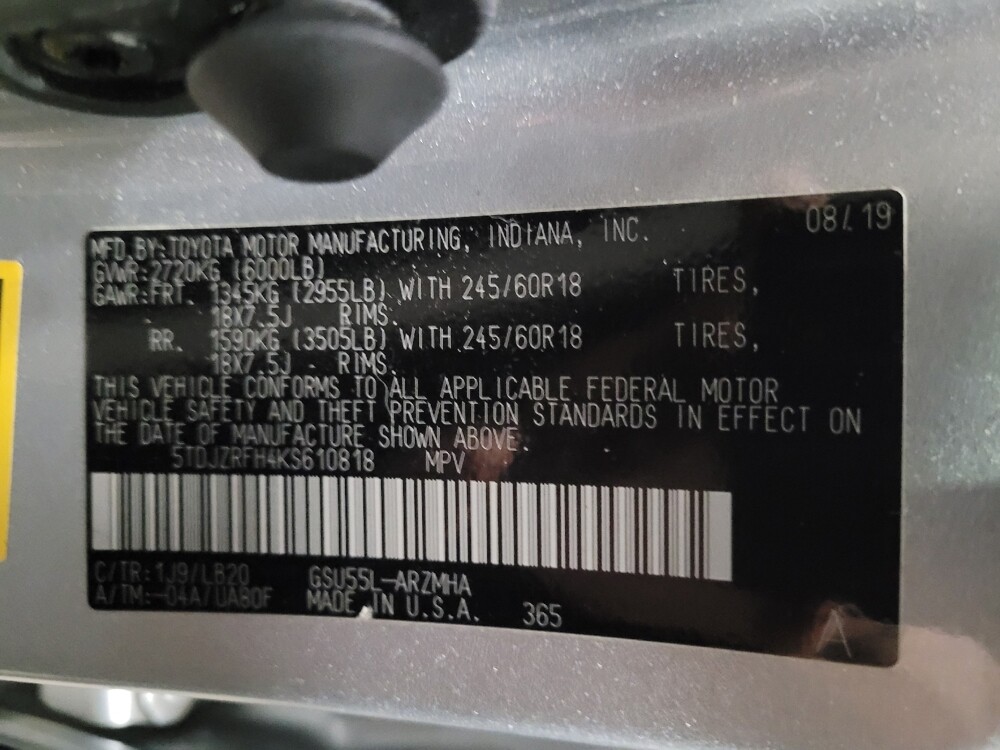 08/19
MFD.BY:TOYOTA MOTOR MANUFACTURING, INDIANA, INC.
GVWR:2720KG (6000LB)
GAWR:FRT. 1345KG (2955LB) WITH 245/60R18 TIRES,
18X7.5J RIMS.
RR. 1590KG (3505LB) WITH 245/60R18 TIRES,
18X7.5J RIMS.
THIS VEHICLE CONFORMS TO ALL APPLICABLE FEDERAL MOTOR
VEHICLE SAFETY AND THEFT PREVENTION STANDARDS IN EFFECT ON
THE DATE OF MANUFACTURE SHOWN ABOVE.
5TDJZRFH4KS610818 MPV
C/TR:1J9/LB20 GSU55L-ARZMHA
A/TM:-04A/UA80F MADE IN U.S.A. 365
A